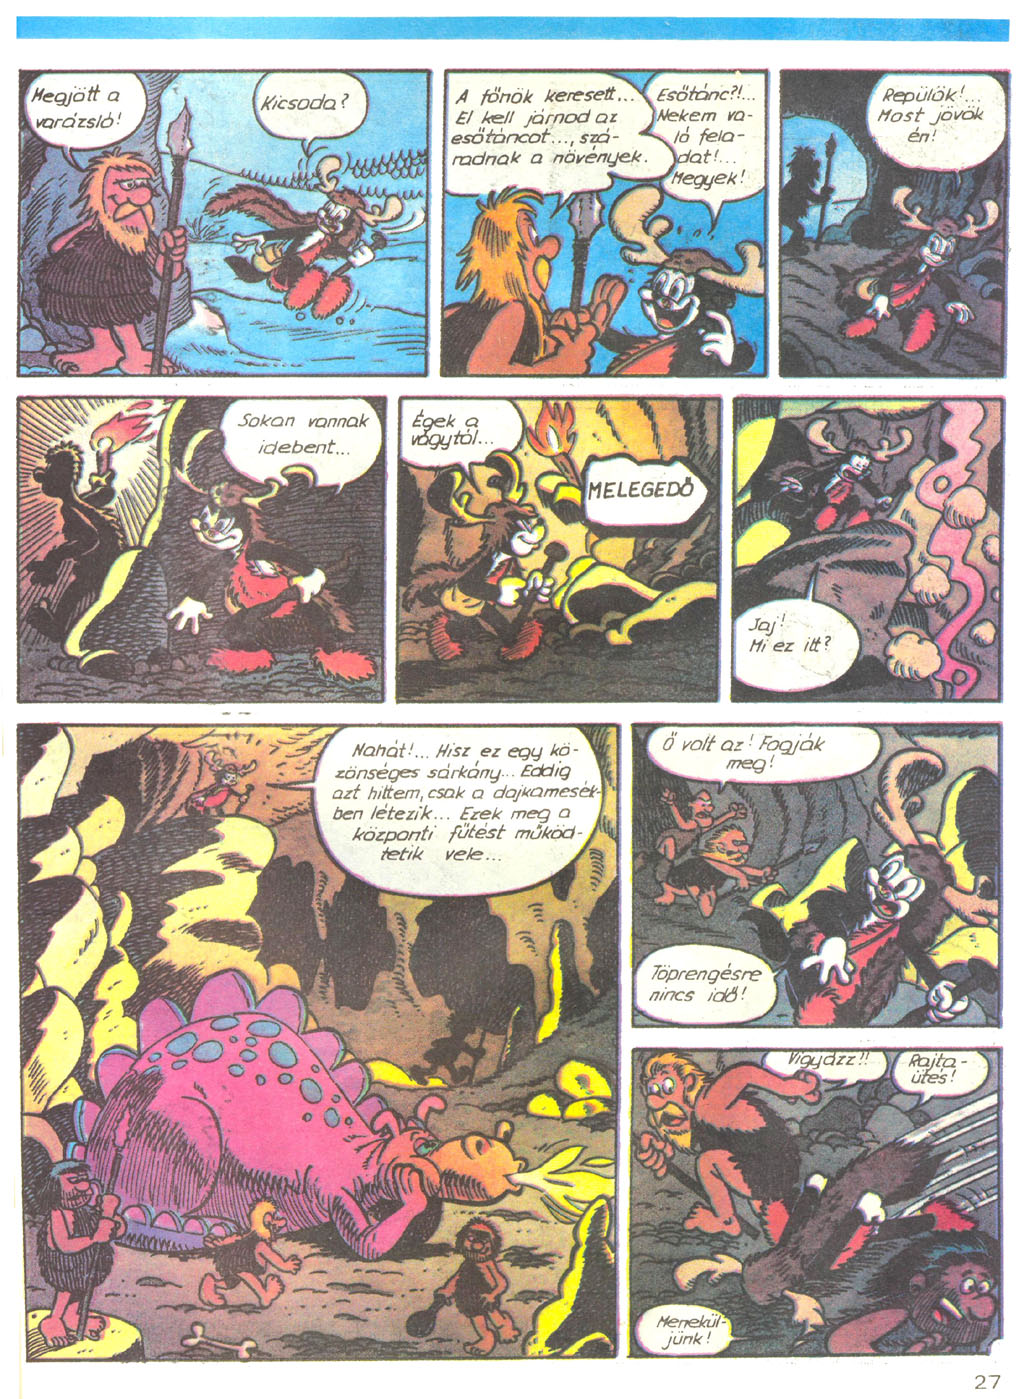 Megjött a
varázsló!
Kicsoda?
A főnök keresett...
El kell járnod az
esőtáncot..., szá-
radnak a növények.
Esőtánc?!...
Nekem va-
ló fela-
dat!...
Megyek!
Repülök!...
Most jövök
én!
Sokan vannak
idebent...
Égek a
vágytól...
MELEGEDŐ
Jaj!
Mi ez itt?
Nahát!... Hisz ez egy kö-
zönséges sárkány... Eddig
azt hittem, csak a dajkamesék-
ben létezik... Ezek meg a
központi fűtést működ-
tetik vele...
Ő volt az! Fogják
meg!
Töprengésre
nincs idő!
Vigyázz!!
Rajta-
ütés!
Menekül-
jünk!
27